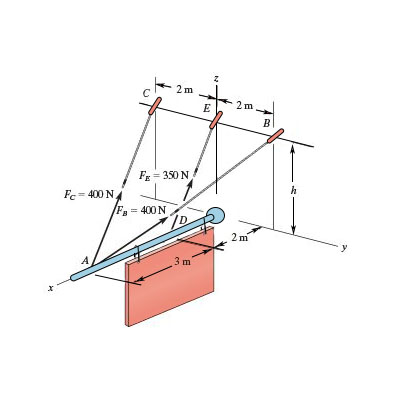 z
2 m
C
2 m
E
B
F_E = 350 N
F_C = 400 N
h
F_B = 400 N
D
2 m
y
A
3 m
x